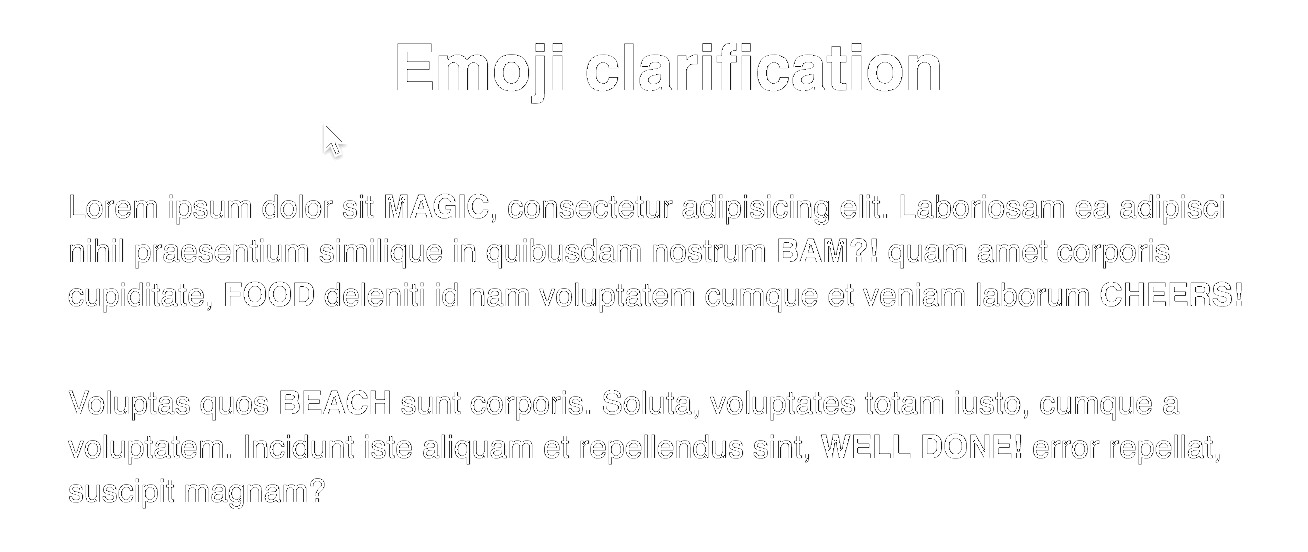 Emoji clarification
Lorem ipsum dolor sit MAGIC, consectetur adipisicing elit. Laboriosam ea adipisci
nihil praesentium similique in quibusdam nostrum BAM?! quam amet corporis
cupiditate, FOOD deleniti id nam voluptatem cumque et veniam laborum CHEERS!
Voluptas quos BEACH sunt corporis. Soluta, voluptates totam iusto, cumque a
voluptatem. Incidunt iste aliquam et repellendus sint, WELL DONE! error repellat,
suscipit magnam?